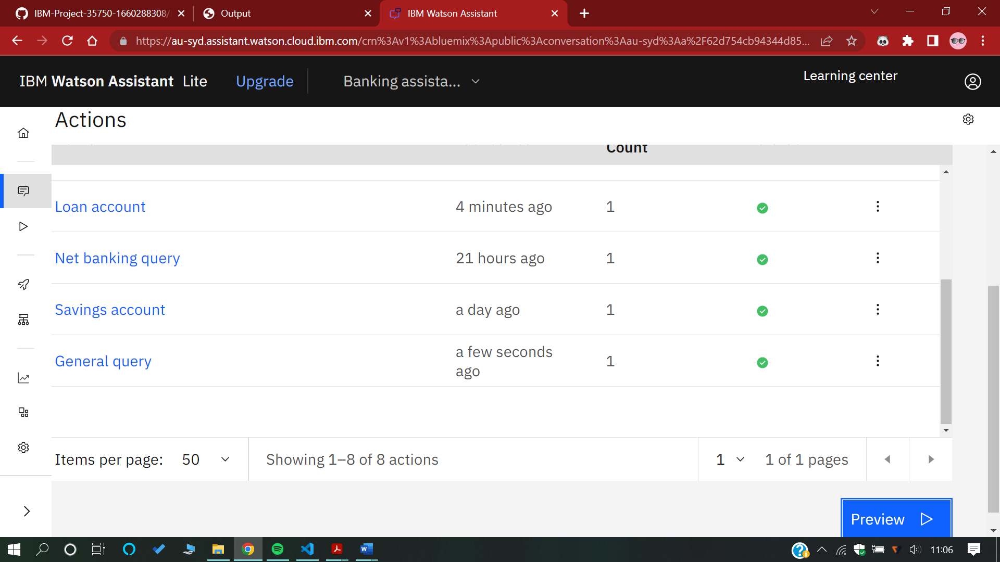 IBM-Project-35750-1660288308/
Output
IBM Watson Assistant
https://au-syd.assistant.watson.cloud.ibm.com/crn%3Av1%3Abluemix%3Apublic%3Aconversation%3Aau-syd%3Aa%2F62d754cb94344d85...
IBM Watson Assistant Lite
Upgrade
Banking assista...
Learning center
Actions
Count
Loan account 4 minutes ago 1
Net banking query 21 hours ago 1
Savings account a day ago 1
General query a few seconds ago 1
Items per page: 50 Showing 1–8 of 8 actions 1 1 of 1 pages
Preview
11:06